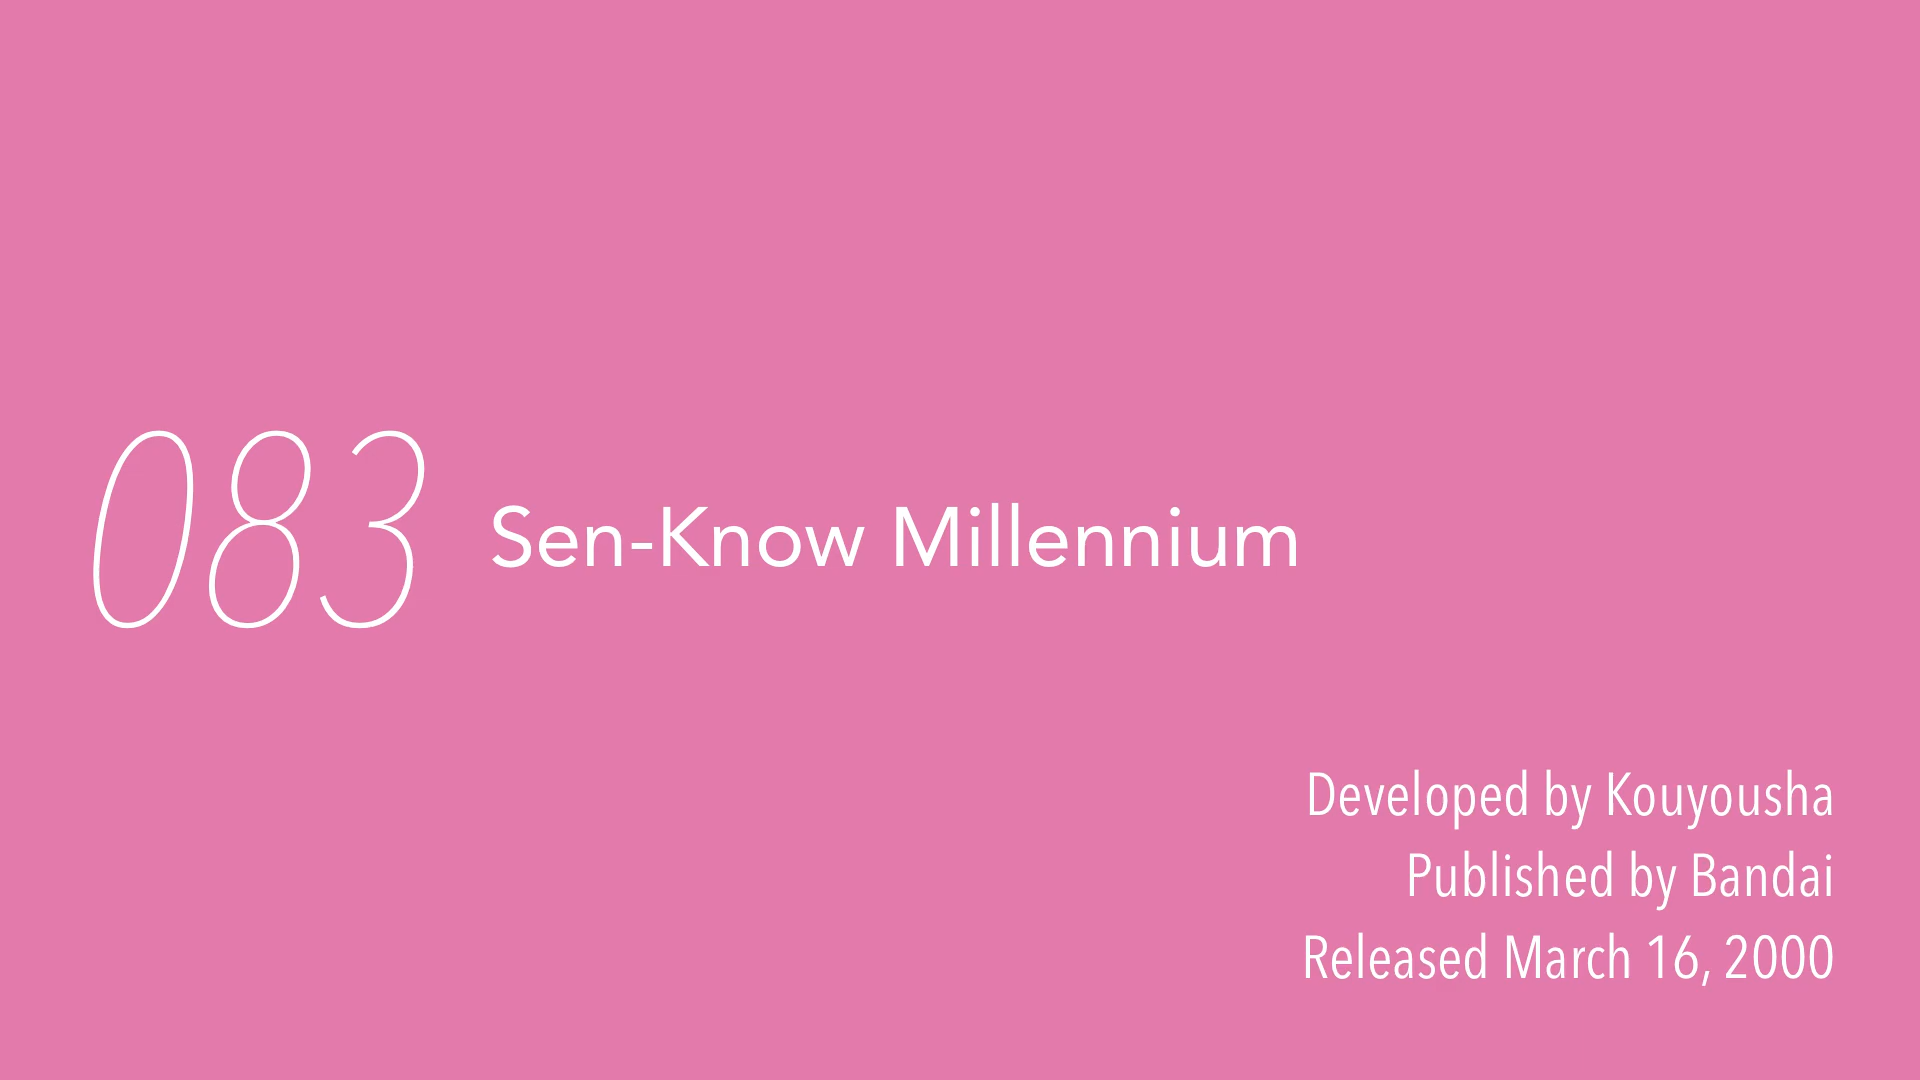 083
Sen-Know Millennium
Developed by Kouyousha
Published by Bandai
Released March 16, 2000